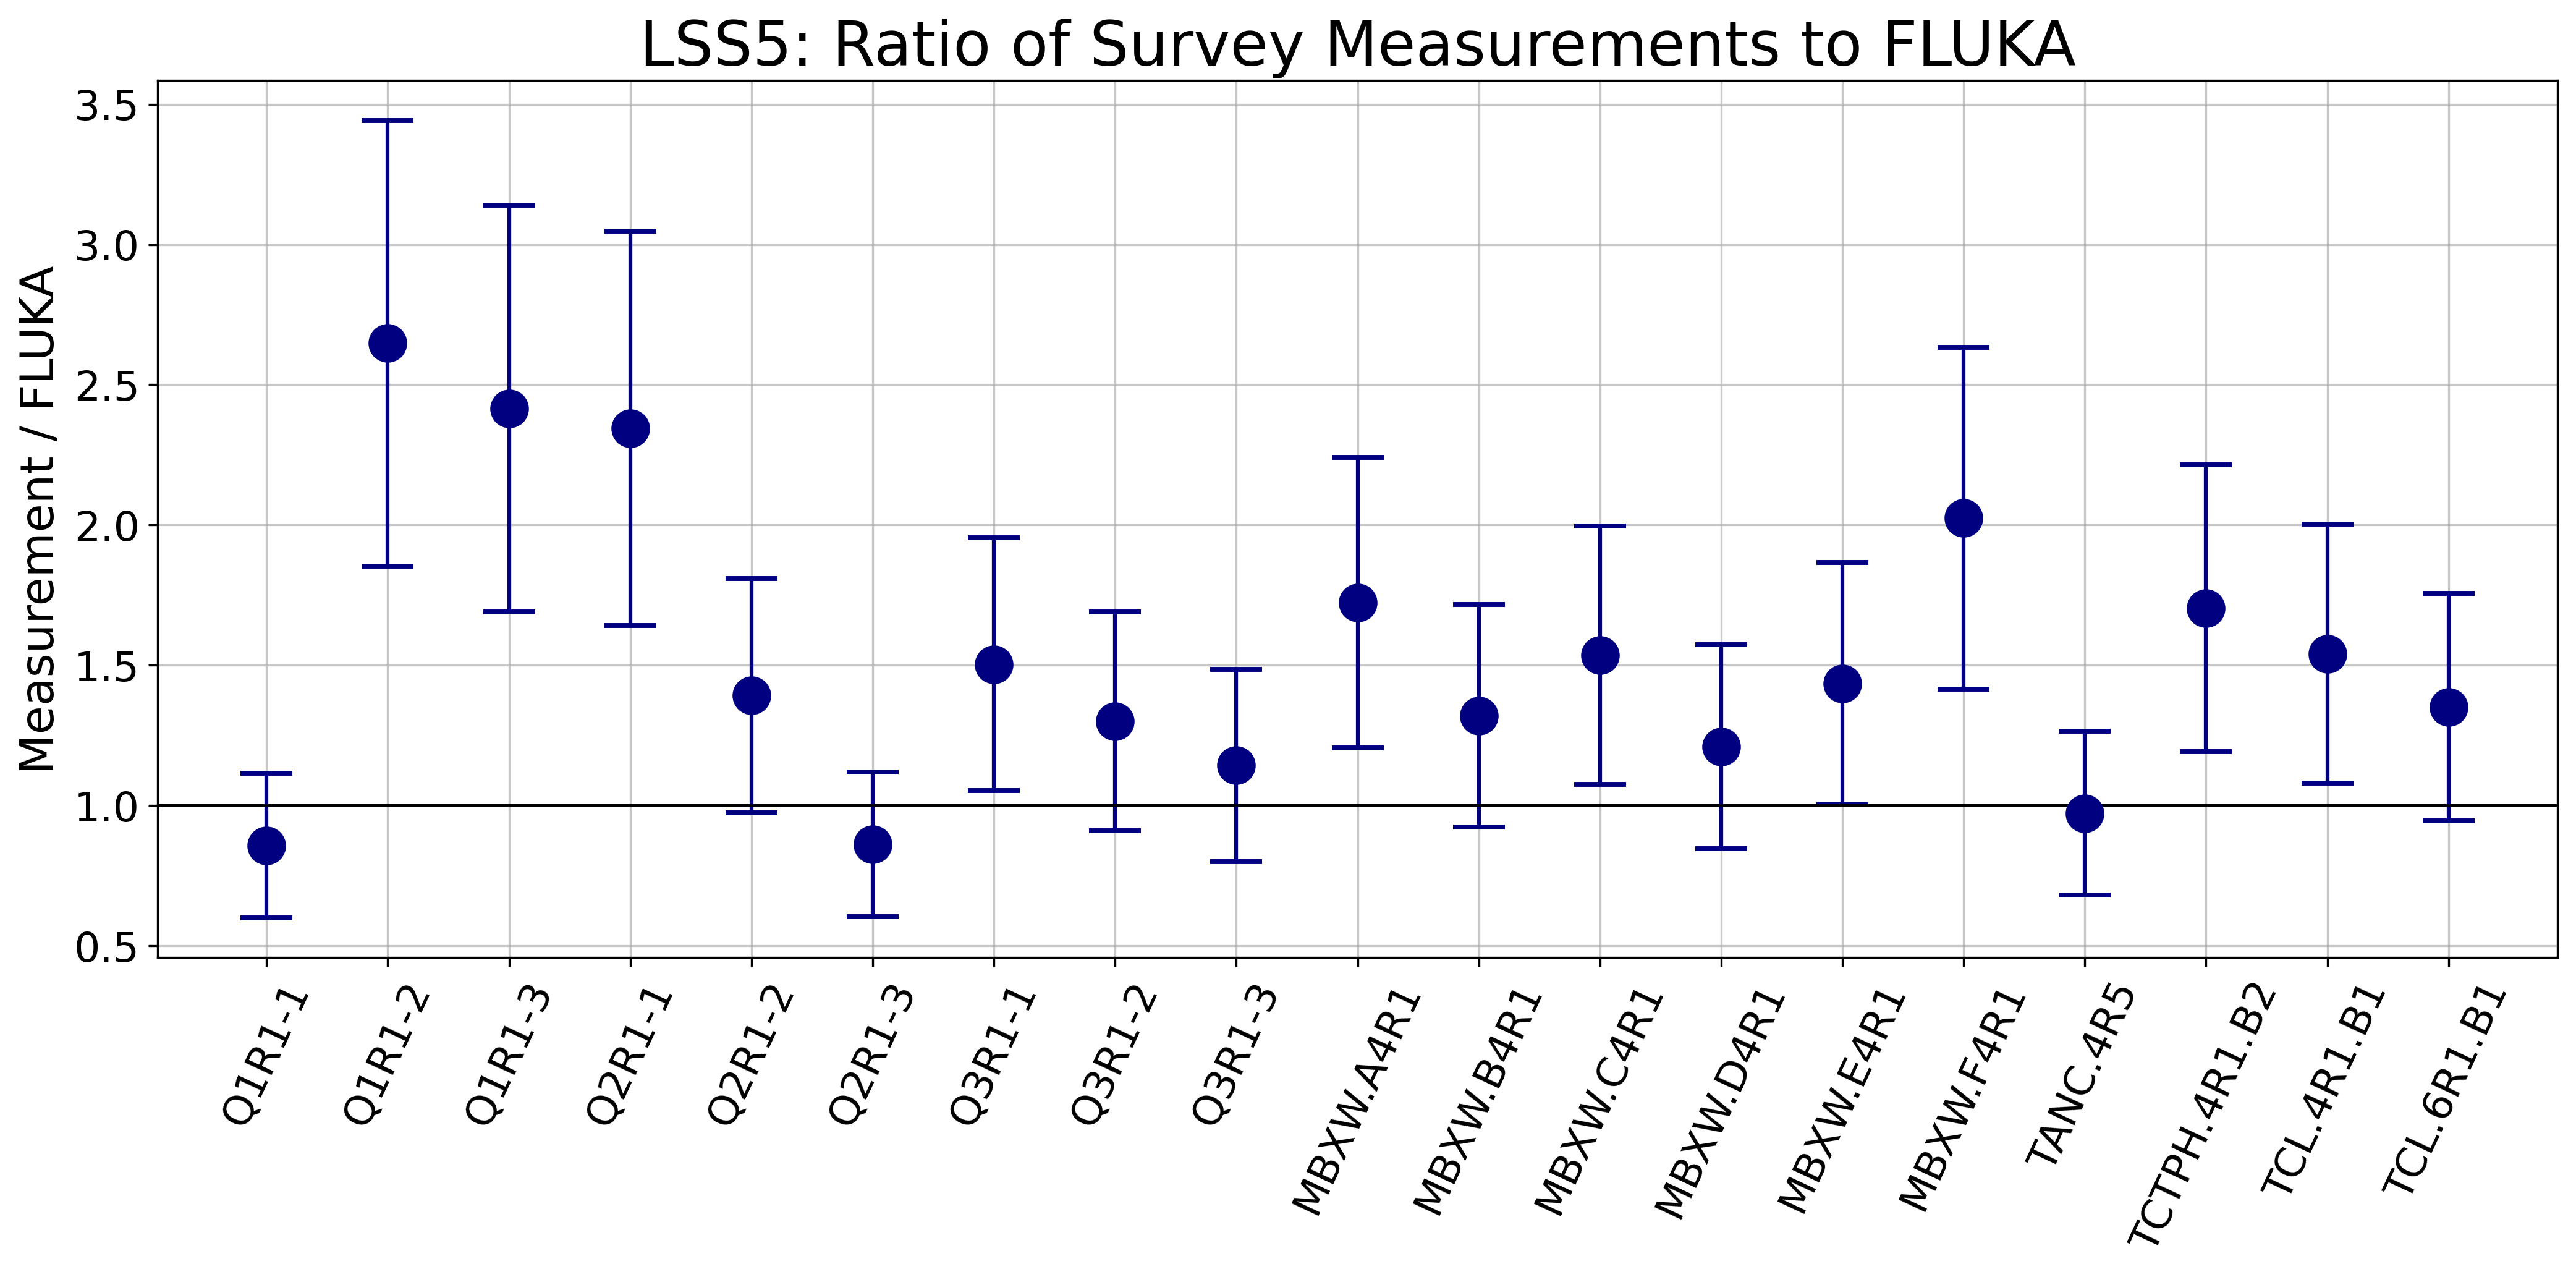 LSS5: Ratio of Survey Measurements to FLUKA
Measurement / FLUKA
3.5
3.0
2.5
2.0
1.5
1.0
0.5
Q1R1-1
Q1R1-2
Q1R1-3
Q2R1-1
Q2R1-2
Q2R1-3
Q3R1-1
Q3R1-2
Q3R1-3
MBXW.A4R1
MBXW.B4R1
MBXW.C4R1
MBXW.D4R1
MBXW.E4R1
MBXW.F4R1
TANC.4R5
TCTPH.4R1.B2
TCL.4R1.B1
TCL.6R1.B1